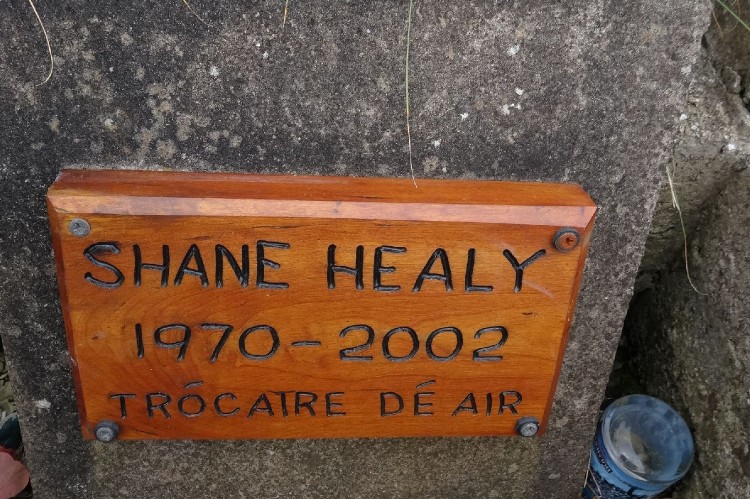 SHANE HEALY
1970-2002
TRÓCAIRE DÉ AIR